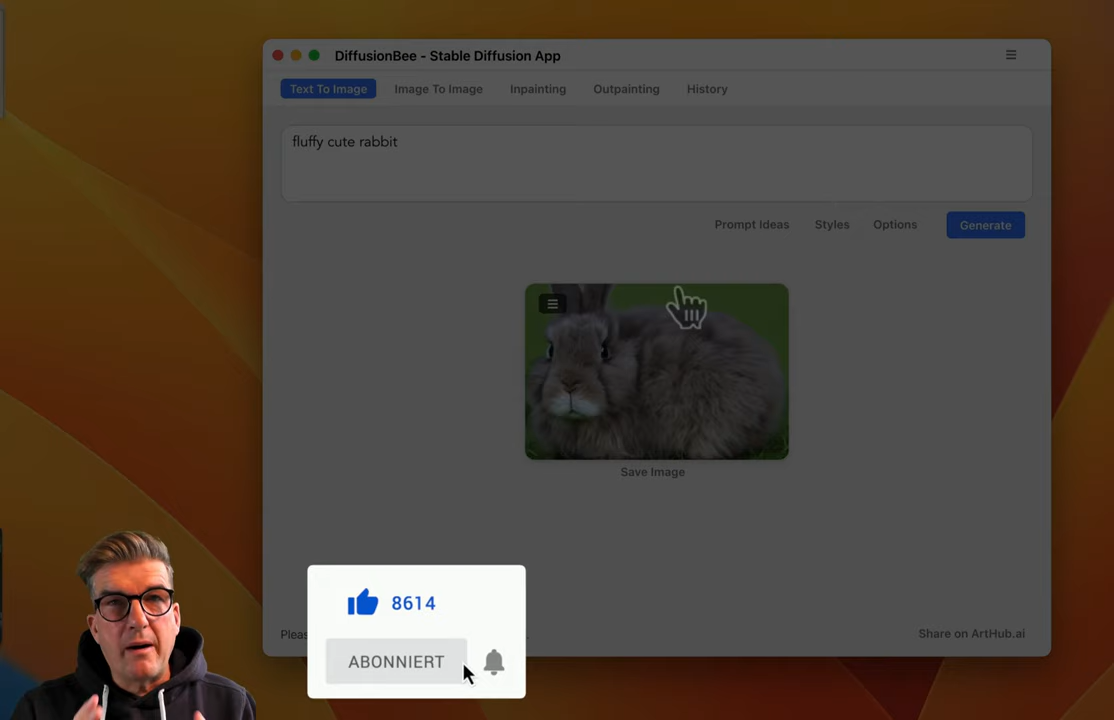 DiffusionBee - Stable Diffusion App
Text To Image Image To Image Inpainting Outpainting History
fluffy cute rabbit
Prompt Ideas Styles Options Generate
Save Image
8614
ABONNIERT
Share on ArtHub.ai